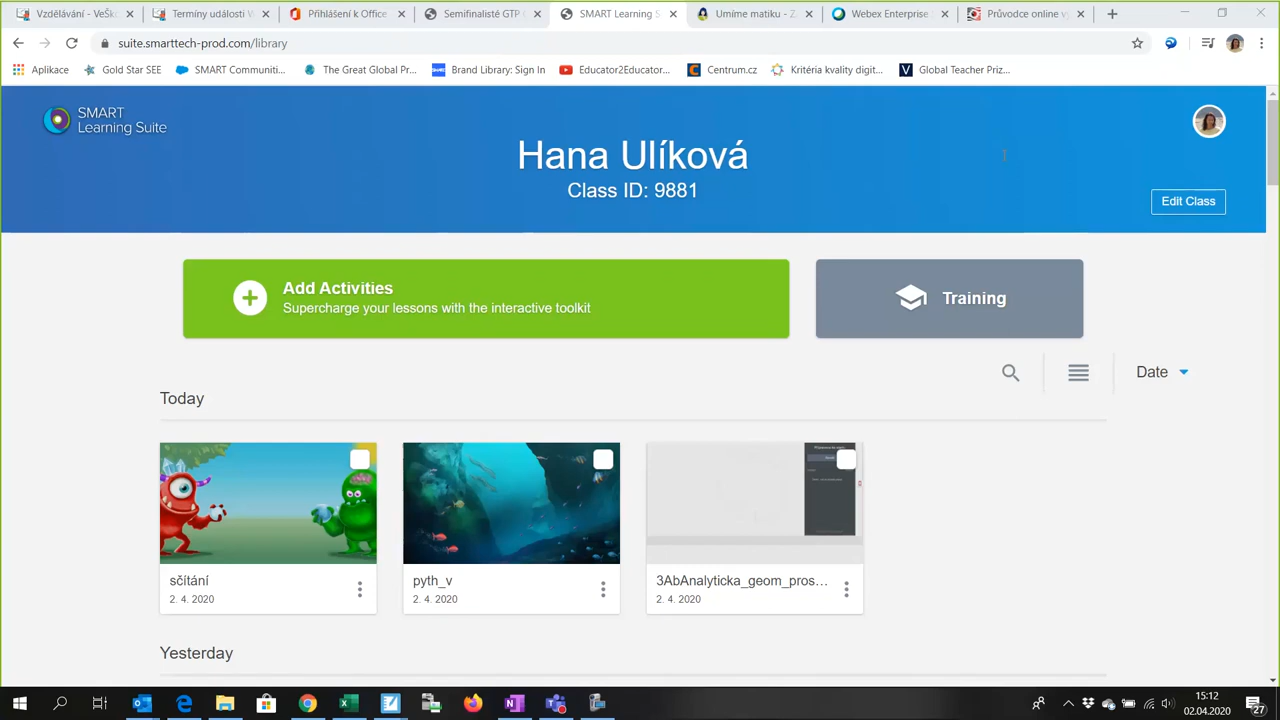 Vzdělávání - VeŠk
Termíny události W
Přihlášení k Office
Semifinalisté GTP
SMART Learning S
Umíme matiku - Z
Webex Enterprise
Průvodce online v
suite.smarttech-prod.com/library
Aplikace
Gold Star SEE
SMART Communiti...
The Great Global Pr...
Brand Library: Sign In
Educator2Educator...
Centrum.cz
Kritéria kvality digit...
Global Teacher Priz...
SMART
Learning Suite
Hana Ulíková
Class ID: 9881
Edit Class
Add Activities
Supercharge your lessons with the interactive toolkit
Training
Date
Today
sčítání
2. 4. 2020
pyth_v
2. 4. 2020
3AbAnalyticka_geom_pros...
2. 4. 2020
Yesterday
15:12
02.04.2020
27